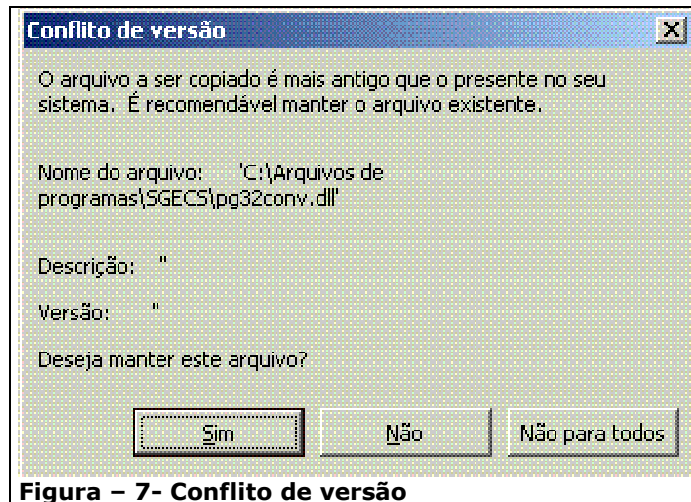 Conflito de versão
O arquivo a ser copiado é mais antigo que o presente no seu
sistema. É recomendável manter o arquivo existente.
Nome do arquivo: 'C:\Arquivos de
programas\SGECS\pg32conv.dll'
Descrição: ''
Versão: ''
Deseja manter este arquivo?
Sim Não Não para todos
Figura – 7- Conflito de versão